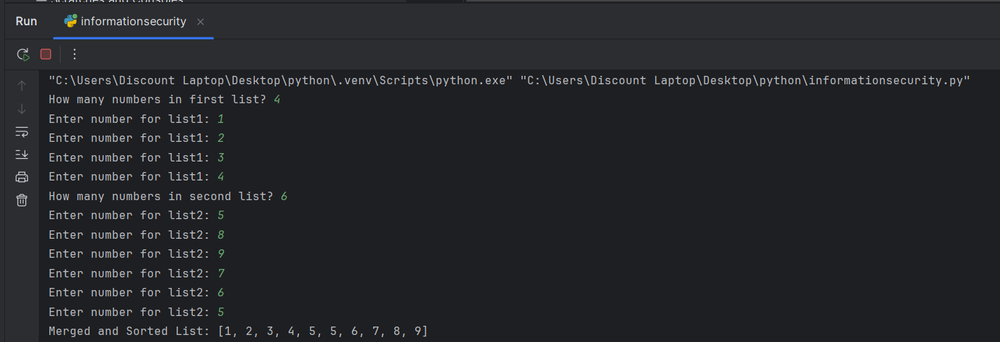 Scratches and Consoles
Run informationsecurity
"C:\Users\Discount Laptop\Desktop\python\.venv\Scripts\python.exe" "C:\Users\Discount Laptop\Desktop\python\informationsecurity.py"
How many numbers in first list? 4
Enter number for list1: 1
Enter number for list1: 2
Enter number for list1: 3
Enter number for list1: 4
How many numbers in second list? 6
Enter number for list2: 5
Enter number for list2: 8
Enter number for list2: 9
Enter number for list2: 7
Enter number for list2: 6
Enter number for list2: 5
Merged and Sorted List: [1, 2, 3, 4, 5, 5, 6, 7, 8, 9]